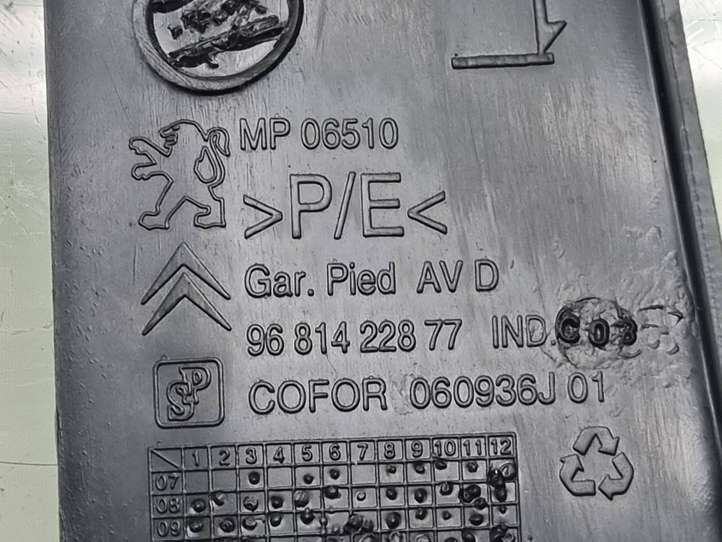 MP 06510
>P/E<
Gar. Pied AV D
96 814 228 77 IND. C 03
COFOR 060936J 01
1 2 3 4 5 6 7 8 9 10 11 12
07
08
09